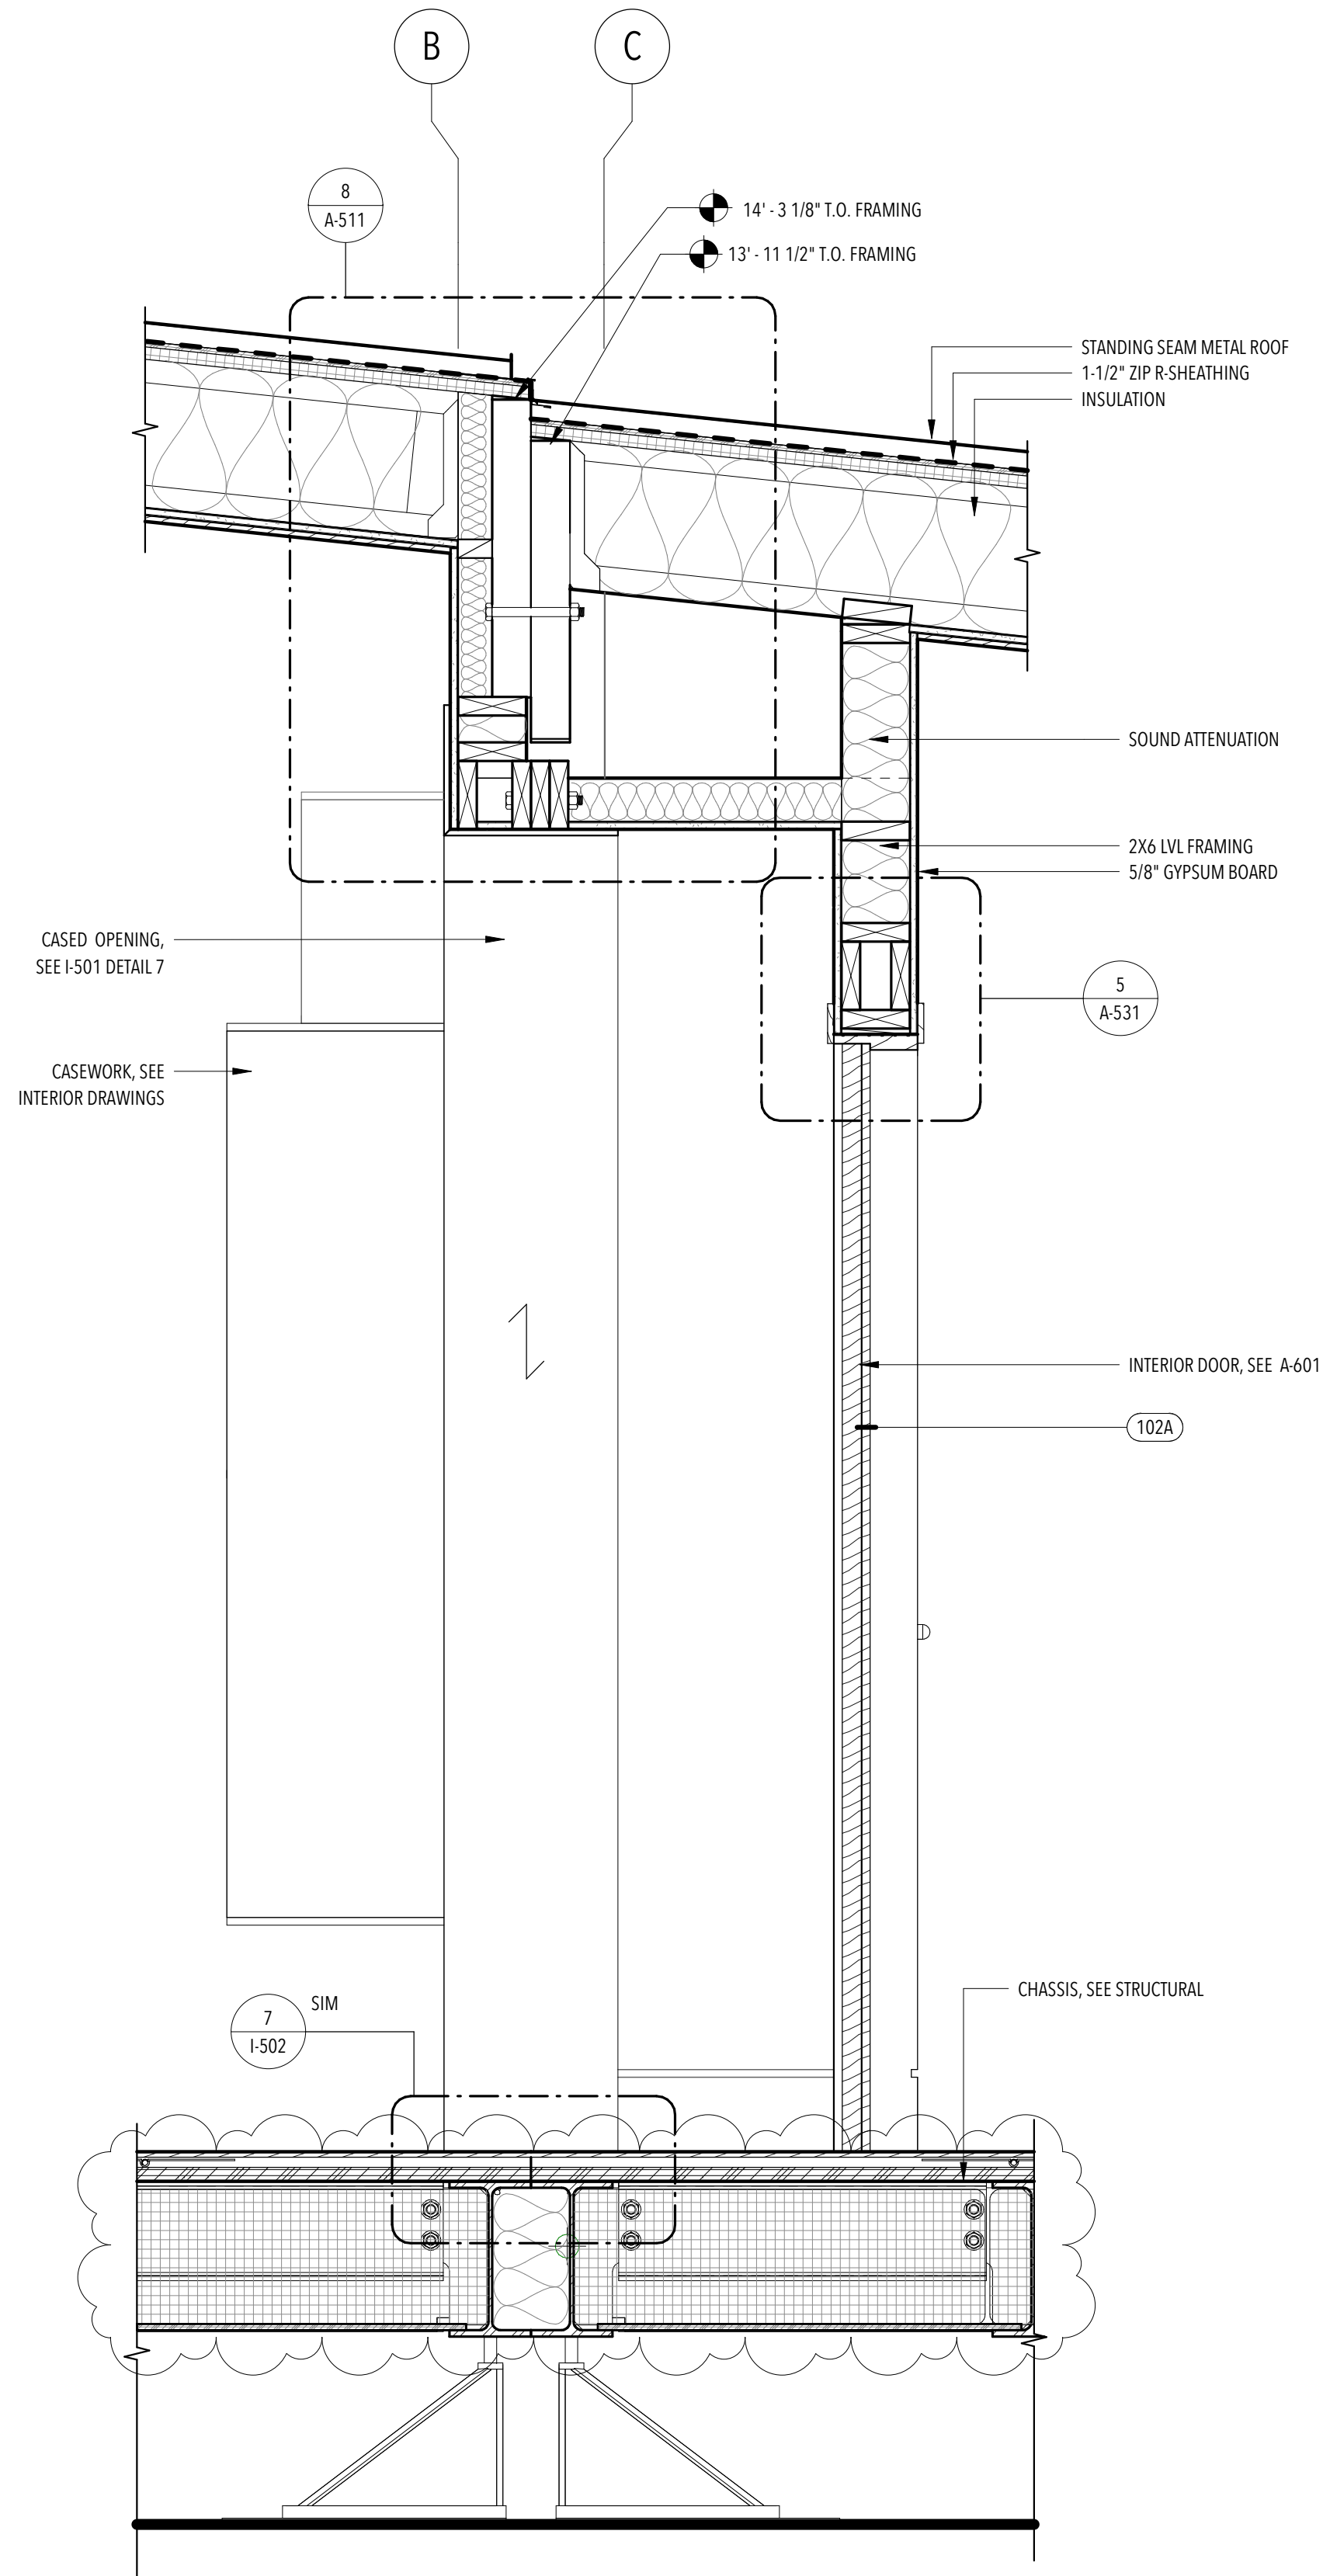 B
C
8
A-511
14' - 3 1/8" T.O. FRAMING
13' - 11 1/2" T.O. FRAMING
STANDING SEAM METAL ROOF
1-1/2" ZIP R-SHEATHING
INSULATION
SOUND ATTENUATION
2X6 LVL FRAMING
5/8" GYPSUM BOARD
CASED OPENING,
SEE I-501 DETAIL 7
5
A-531
CASEWORK, SEE
INTERIOR DRAWINGS
INTERIOR DOOR, SEE A-601
102A
CHASSIS, SEE STRUCTURAL
SIM
7
I-502